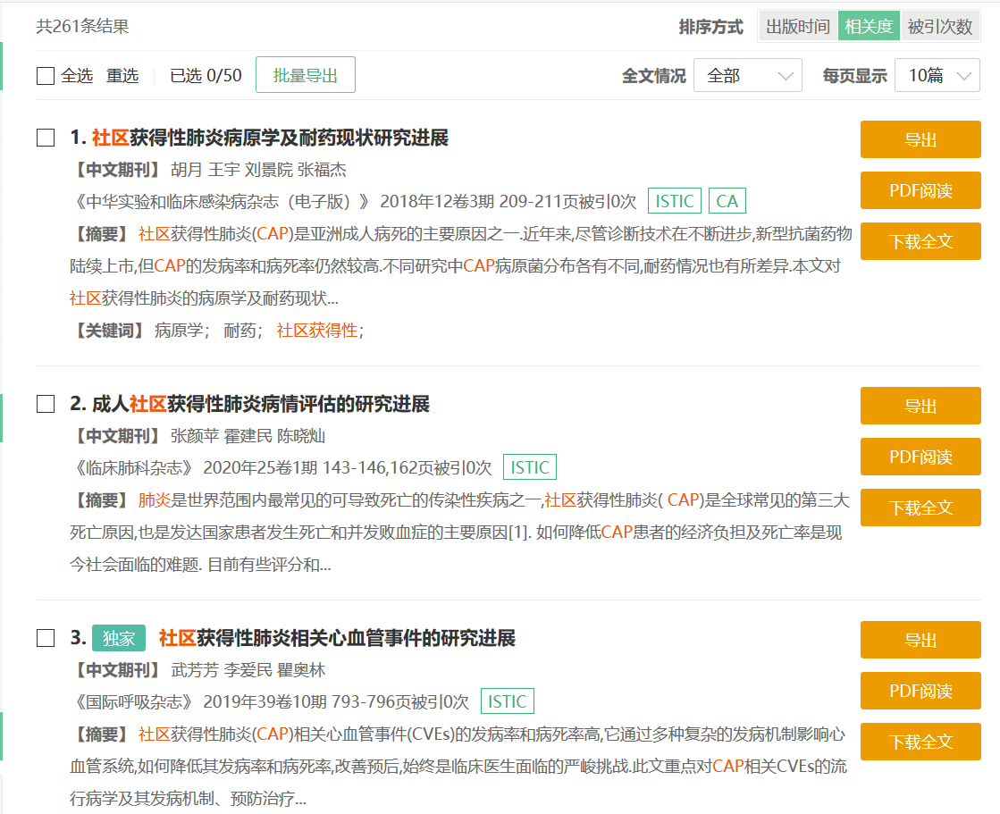 共261条结果
排序方式 出版时间 相关度 被引次数
全选 重选 已选 0/50 批量导出 全文情况 全部 每页显示 10篇
1. 社区获得性肺炎病原学及耐药现状研究进展
导出
【中文期刊】 胡月 王宇 刘景院 张福杰
PDF阅读
《中华实验和临床感染病杂志（电子版）》 2018年12卷3期 209-211页被引0次 ISTIC CA
【摘要】 社区获得性肺炎(CAP)是亚洲成人病死的主要原因之一.近年来,尽管诊断技术在不断进步,新型抗菌药物
下载全文
陆续上市,但CAP的发病率和病死率仍然较高.不同研究中CAP病原菌分布各有不同,耐药情况也有所差异.本文对
社区获得性肺炎的病原学及耐药现状...
【关键词】 病原学； 耐药； 社区获得性；
2. 成人社区获得性肺炎病情评估的研究进展
导出
【中文期刊】 张颜苹 霍建民 陈晓灿
PDF阅读
《临床肺科杂志》 2020年25卷1期 143-146,162页被引0次 ISTIC
【摘要】 肺炎是世界范围内最常见的可导致死亡的传染性疾病之一,社区获得性肺炎( CAP)是全球常见的第三大
下载全文
死亡原因,也是发达国家患者发生死亡和并发败血症的主要原因[1]. 如何降低CAP患者的经济负担及死亡率是现
今社会面临的难题. 目前有些评分和...
3. 独家 社区获得性肺炎相关心血管事件的研究进展
导出
【中文期刊】 武芳芳 李爱民 瞿奥林
PDF阅读
《国际呼吸杂志》 2019年39卷10期 793-796页被引0次 ISTIC
【摘要】 社区获得性肺炎(CAP)相关心血管事件(CVEs)的发病率和病死率高,它通过多种复杂的发病机制影响心
下载全文
血管系统,如何降低其发病率和病死率,改善预后,始终是临床医生面临的严峻挑战.此文重点对CAP相关CVEs的流
行病学及其发病机制、预防治疗...